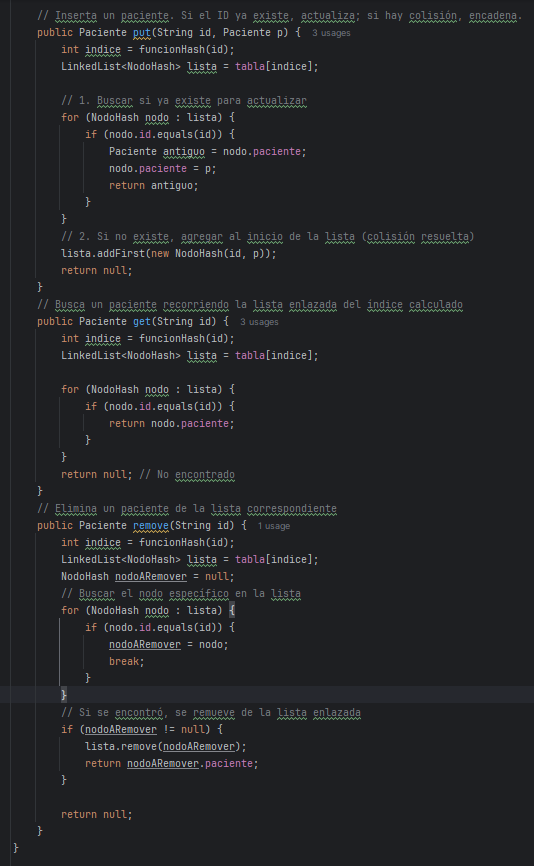 // Inserta un paciente. Si el ID ya existe, actualiza; si hay colisión, encadena.
public Paciente put(String id, Paciente p) { 3 usages
int indice = funcionHash(id);
LinkedList<NodoHash> lista = tabla[indice];
// 1. Buscar si ya existe para actualizar
for (NodoHash nodo : lista) {
if (nodo.id.equals(id)) {
Paciente antiguo = nodo.paciente;
nodo.paciente = p;
return antiguo;
}
}
// 2. Si no existe, agregar al inicio de la lista (colisión resuelta)
lista.addFirst(new NodoHash(id, p));
return null;
}
// Busca un paciente recorriendo la lista enlazada del indice calculado
public Paciente get(String id) { 3 usages
int indice = funcionHash(id);
LinkedList<NodoHash> lista = tabla[indice];
for (NodoHash nodo : lista) {
if (nodo.id.equals(id)) {
return nodo.paciente;
}
}
return null; // No encontrado
}
// Elimina un paciente de la lista correspondiente
public Paciente remove(String id) { 1 usage
int indice = funcionHash(id);
LinkedList<NodoHash> lista = tabla[indice];
NodoHash nodoARemover = null;
// Buscar el nodo especifico en la lista
for (NodoHash nodo : lista) {
if (nodo.id.equals(id)) {
nodoARemover = nodo;
break;
}
}
// Si se encontró, se remueve de la lista enlazada
if (nodoARemover != null) {
lista.remove(nodoARemover);
return nodoARemover.paciente;
}
return null;
}
}